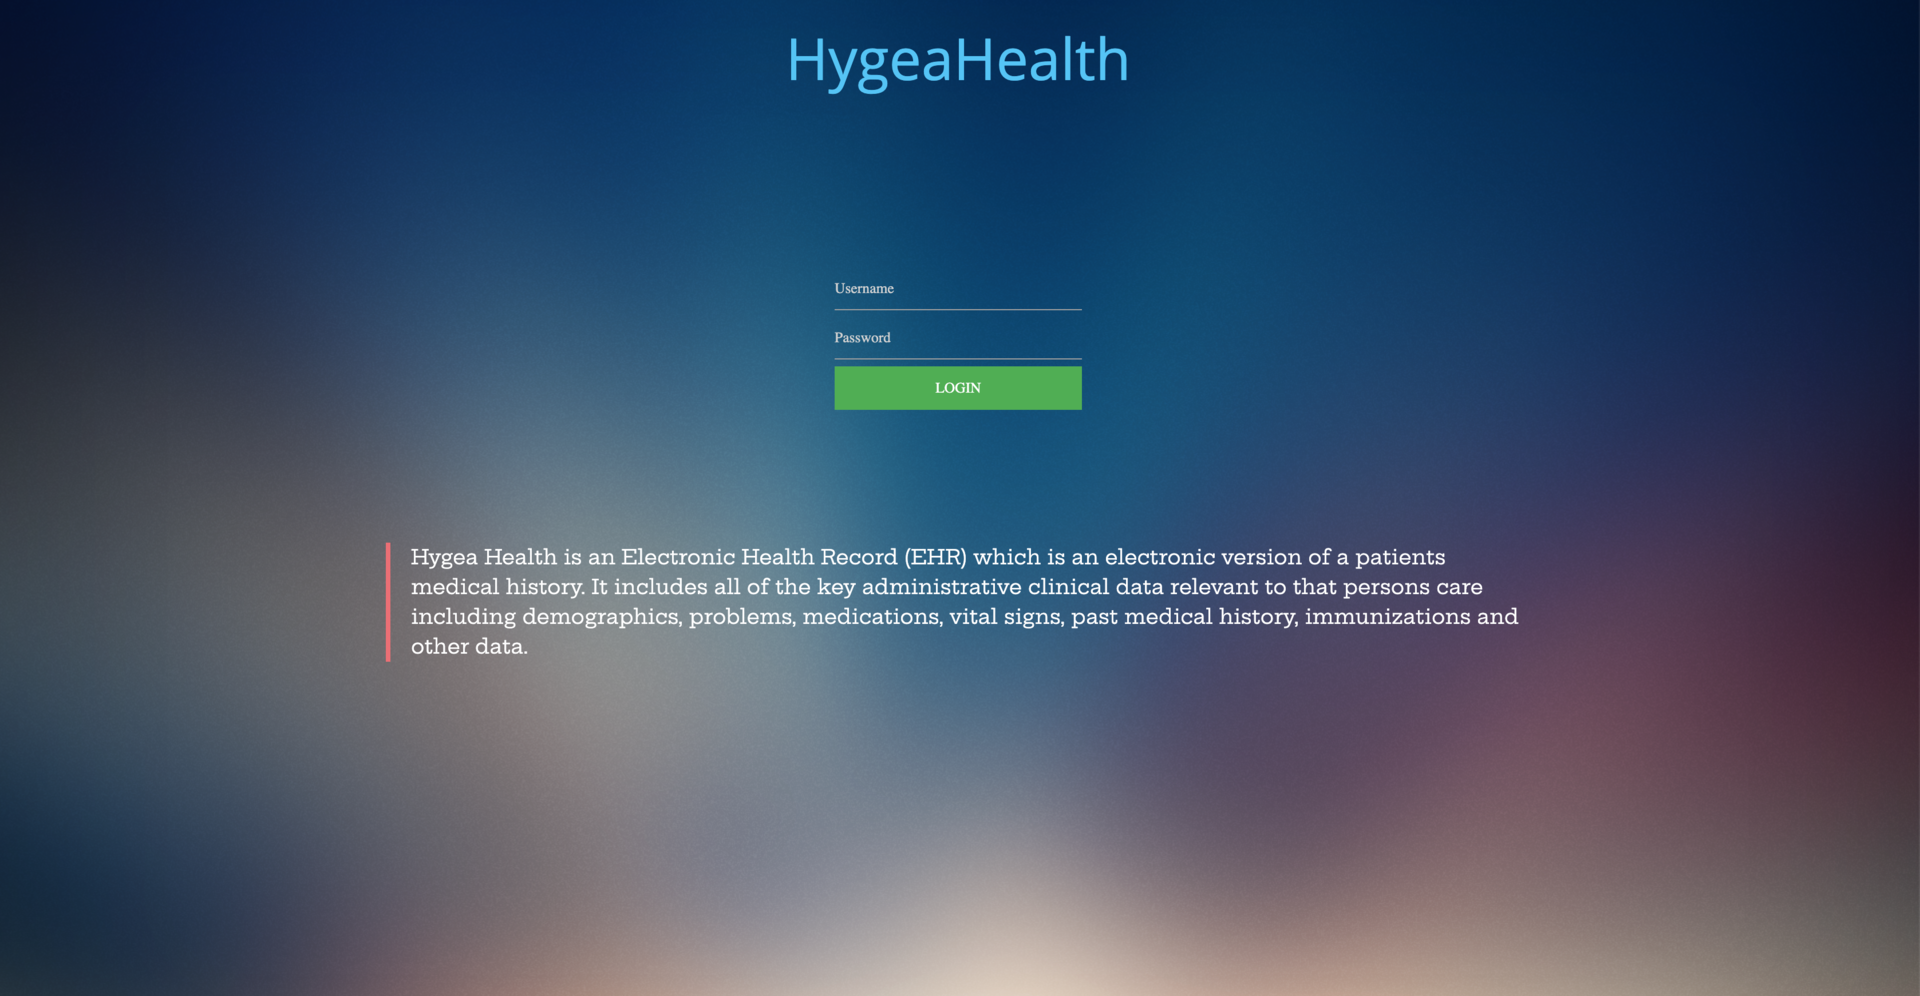 HygeaHealth
Username
Password
LOGIN
Hygea Health is an Electronic Health Record (EHR) which is an electronic version of a patients
medical history. It includes all of the key administrative clinical data relevant to that persons care
including demographics, problems, medications, vital signs, past medical history, immunizations and
other data.